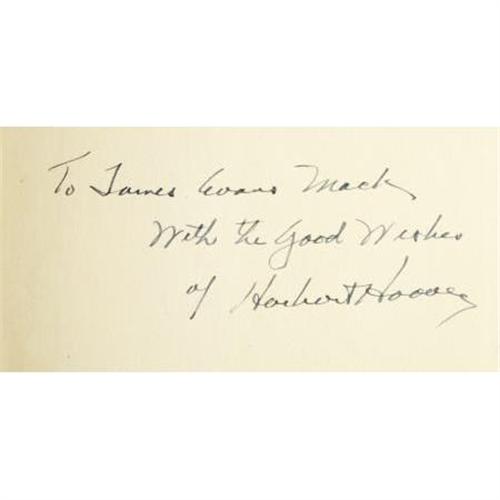 To James Evans Mack
With the Good Wishes
of Herbert Hoover